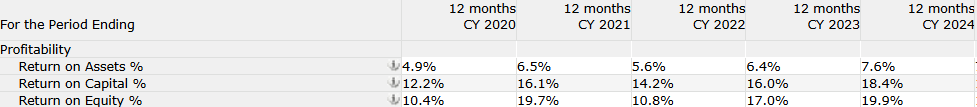 For the Period Ending 12 months CY 2020 12 months CY 2021 12 months CY 2022 12 months CY 2023 12 months CY 2024
Profitability
Return on Assets % 4.9% 6.5% 5.6% 6.4% 7.6%
Return on Capital % 12.2% 16.1% 14.2% 16.0% 18.4%
Return on Equity % 10.4% 19.7% 10.8% 17.0% 19.9%